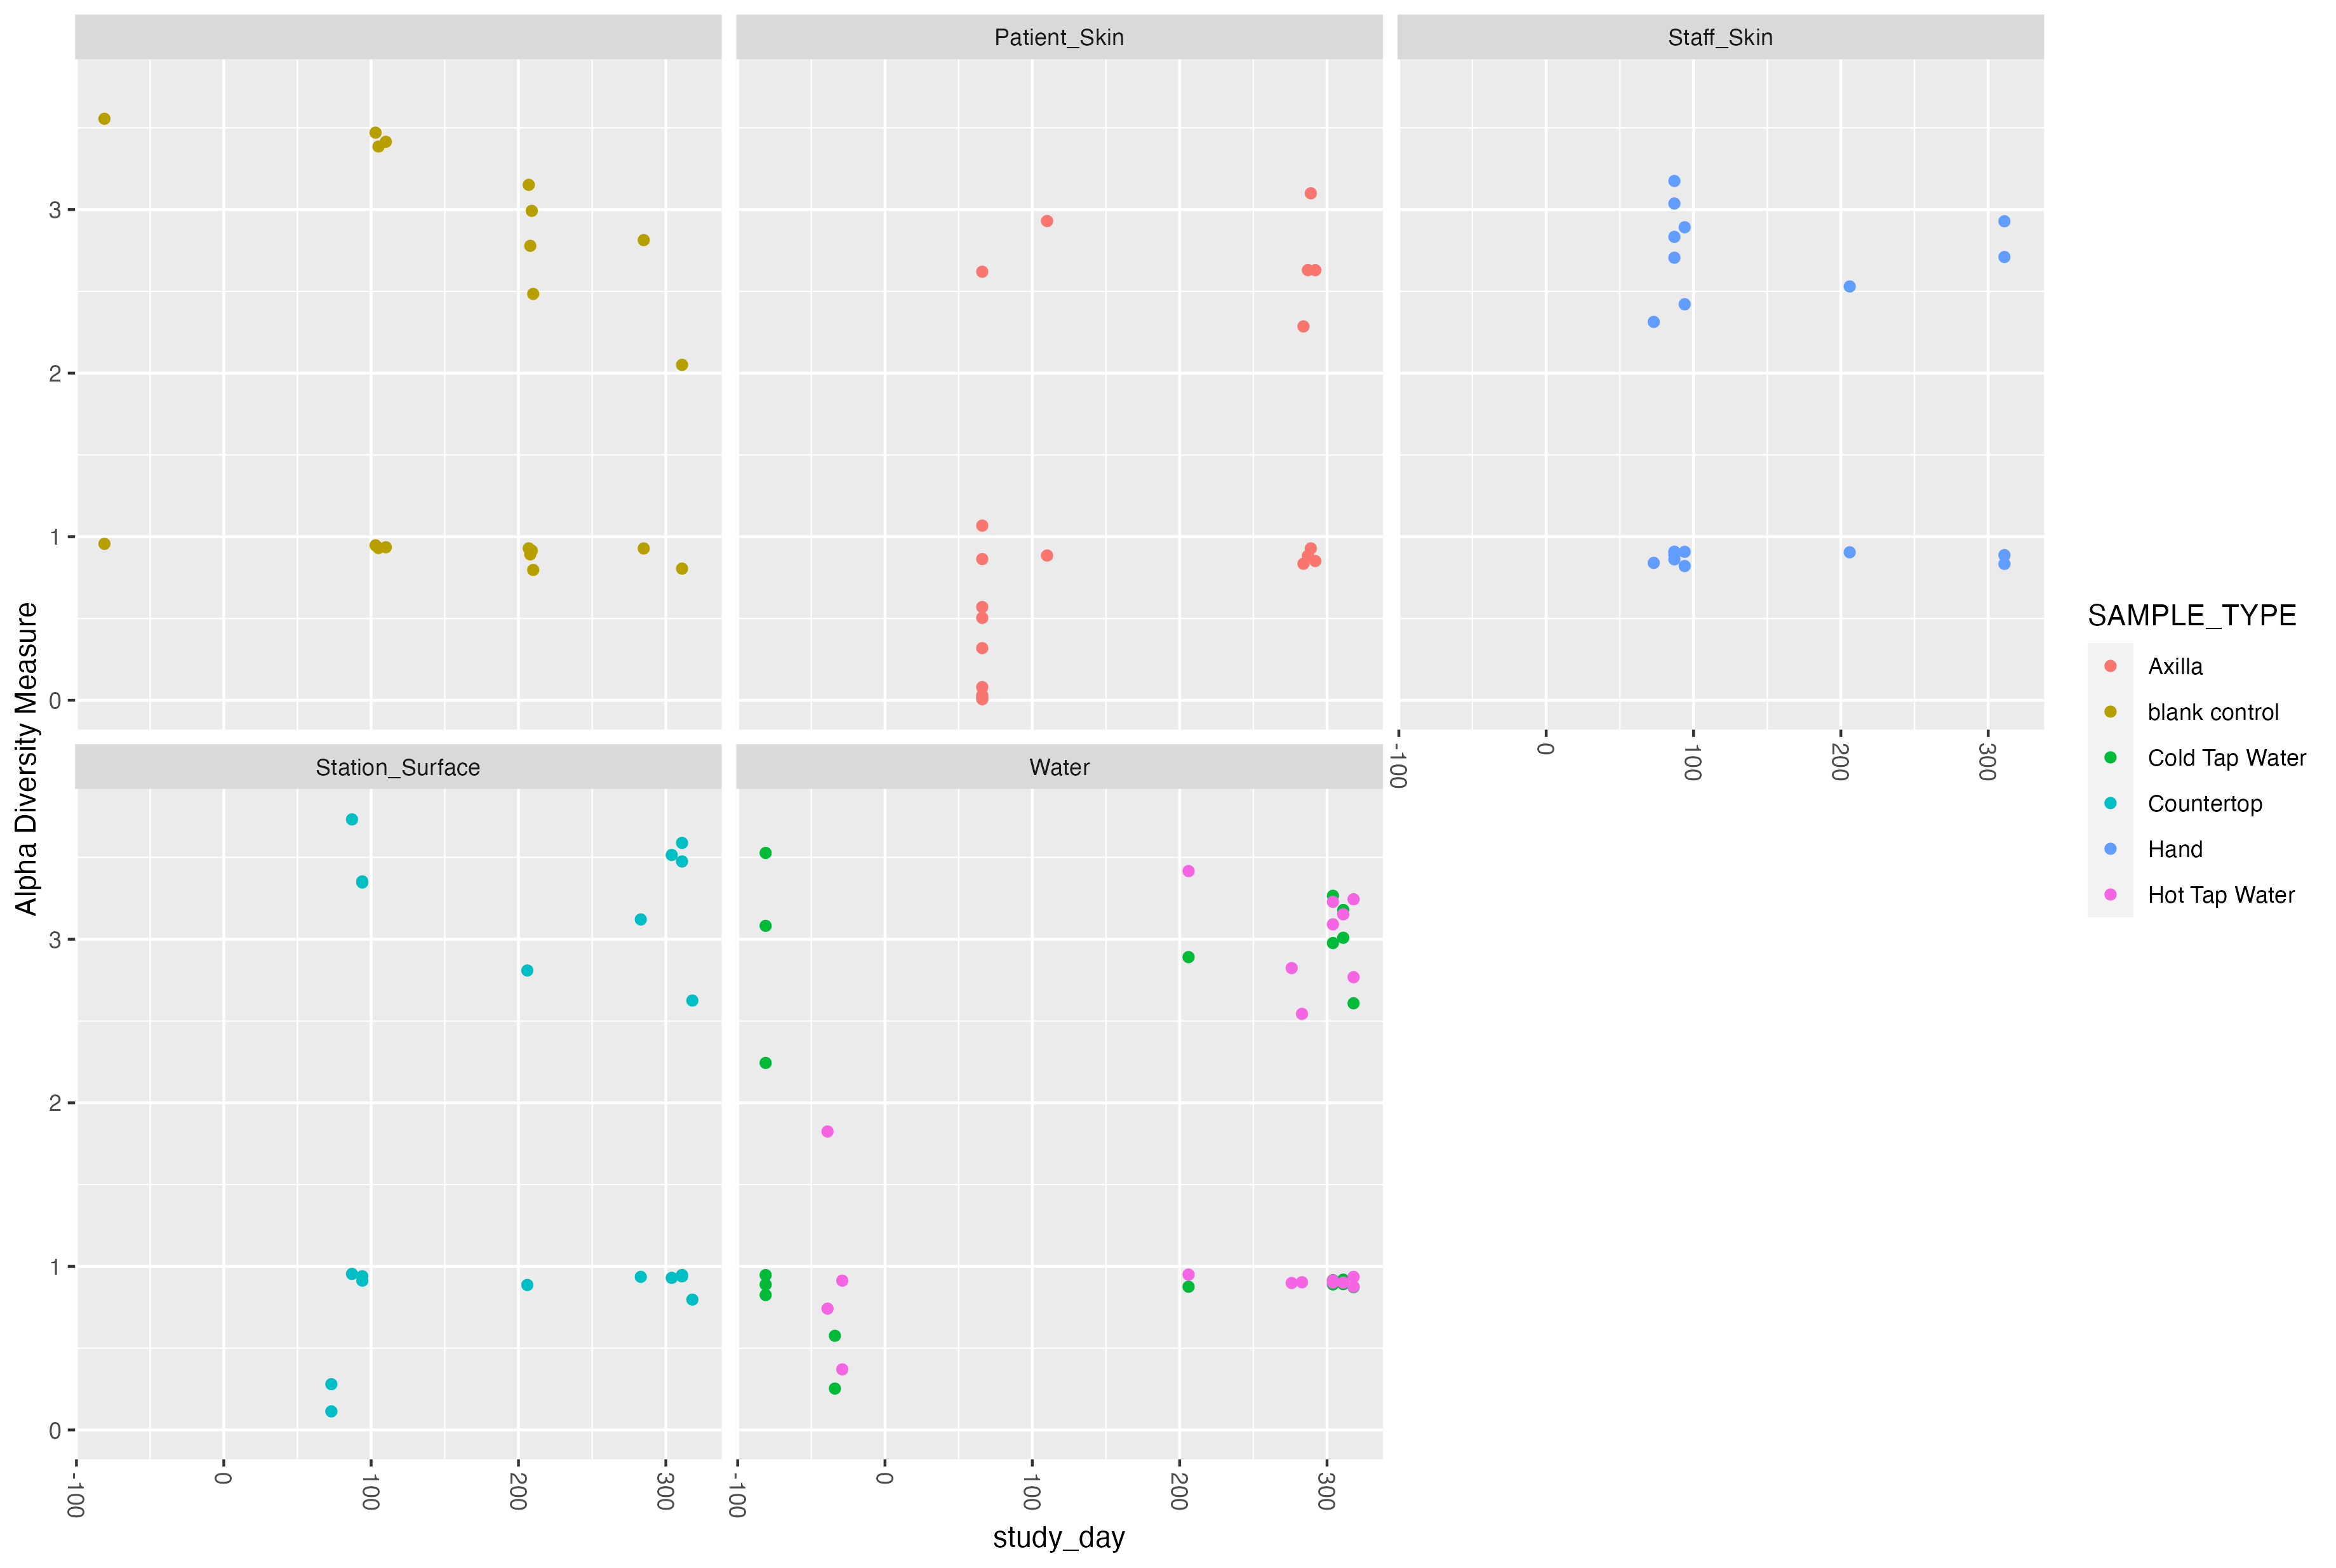 Patient_Skin
Staff_Skin
3
2
1
0
-100
0
100
200
300
Station_Surface
Water
3
2
1
0
-100
0
100
200
300
-100
0
100
200
300
study_day
Alpha Diversity Measure
SAMPLE_TYPE
Axilla
blank control
Cold Tap Water
Countertop
Hand
Hot Tap Water